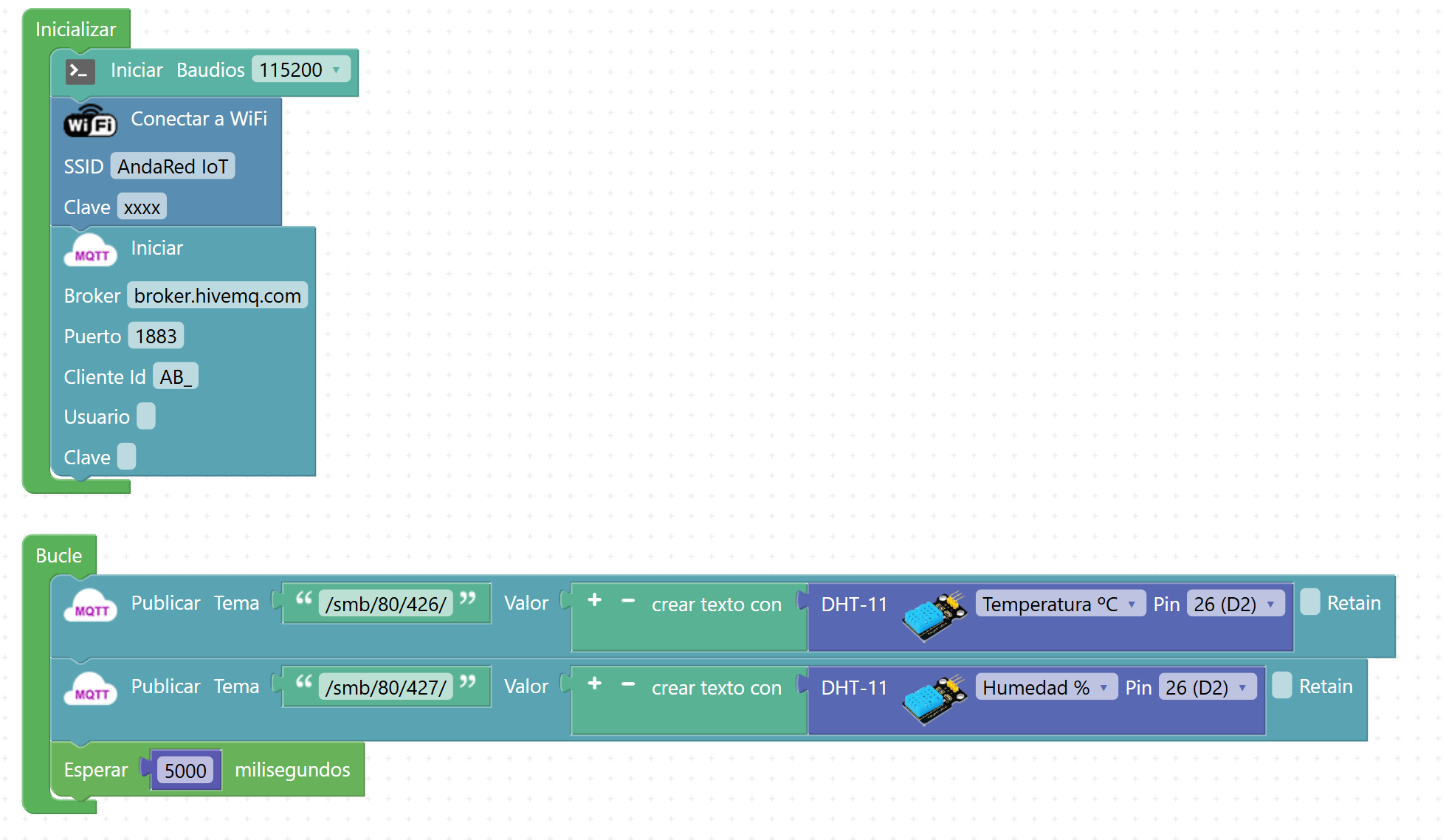 Inicializar
>_ Iniciar Baudios 115200
WiFi Conectar a WiFi
SSID AndaRed IoT
Clave xxxx
MQTT Iniciar
Broker broker.hivemq.com
Puerto 1883
Cliente Id AB_
Usuario
Clave
Bucle
MQTT Publicar Tema “ /smb/80/426/ ” Valor + - crear texto con DHT-11 Temperatura ºC Pin 26 (D2) Retain
MQTT Publicar Tema “ /smb/80/427/ ” Valor + - crear texto con DHT-11 Humedad % Pin 26 (D2) Retain
Esperar 5000 milisegundos